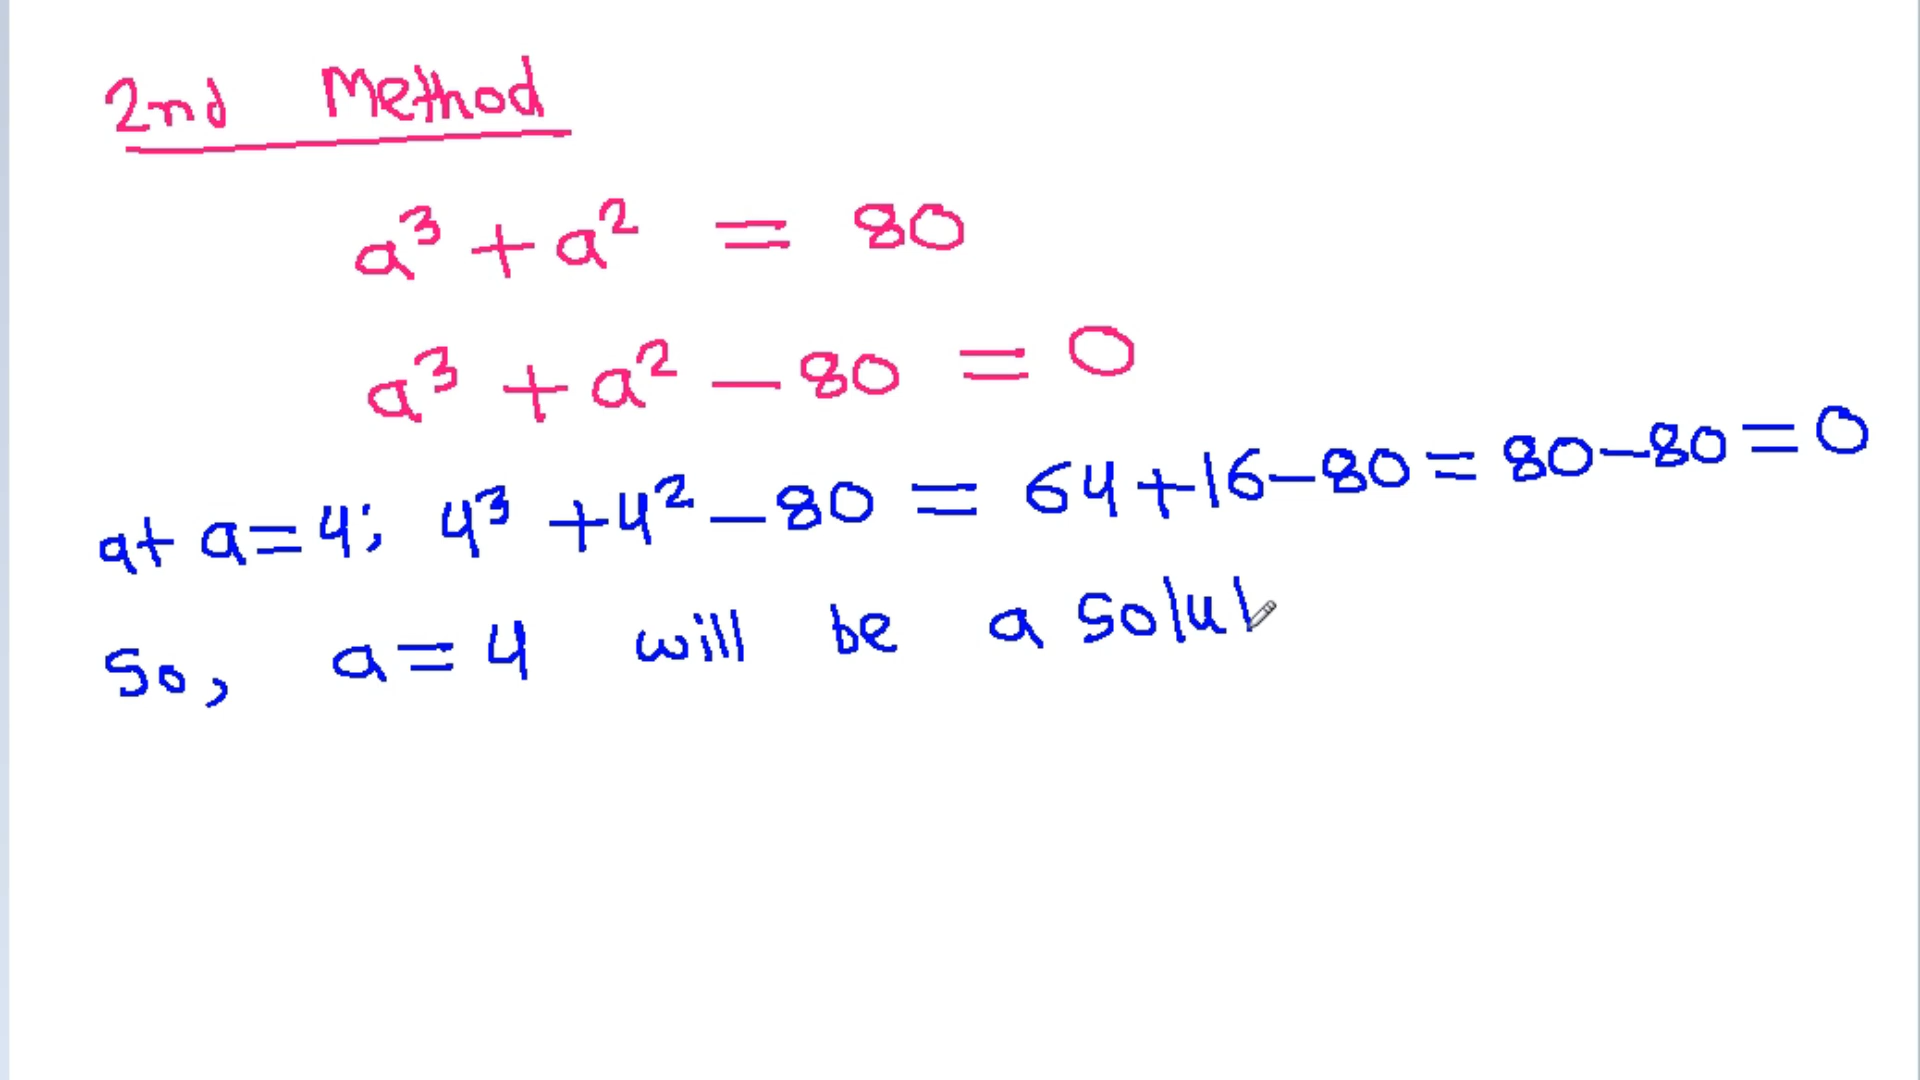 2nd Method
a³ + a² = 80
a³ + a² - 80 = 0
at a = 4; 4³ + 4² - 80 = 64 + 16 - 80 = 80 - 80 = 0
So, a = 4 will be a solut